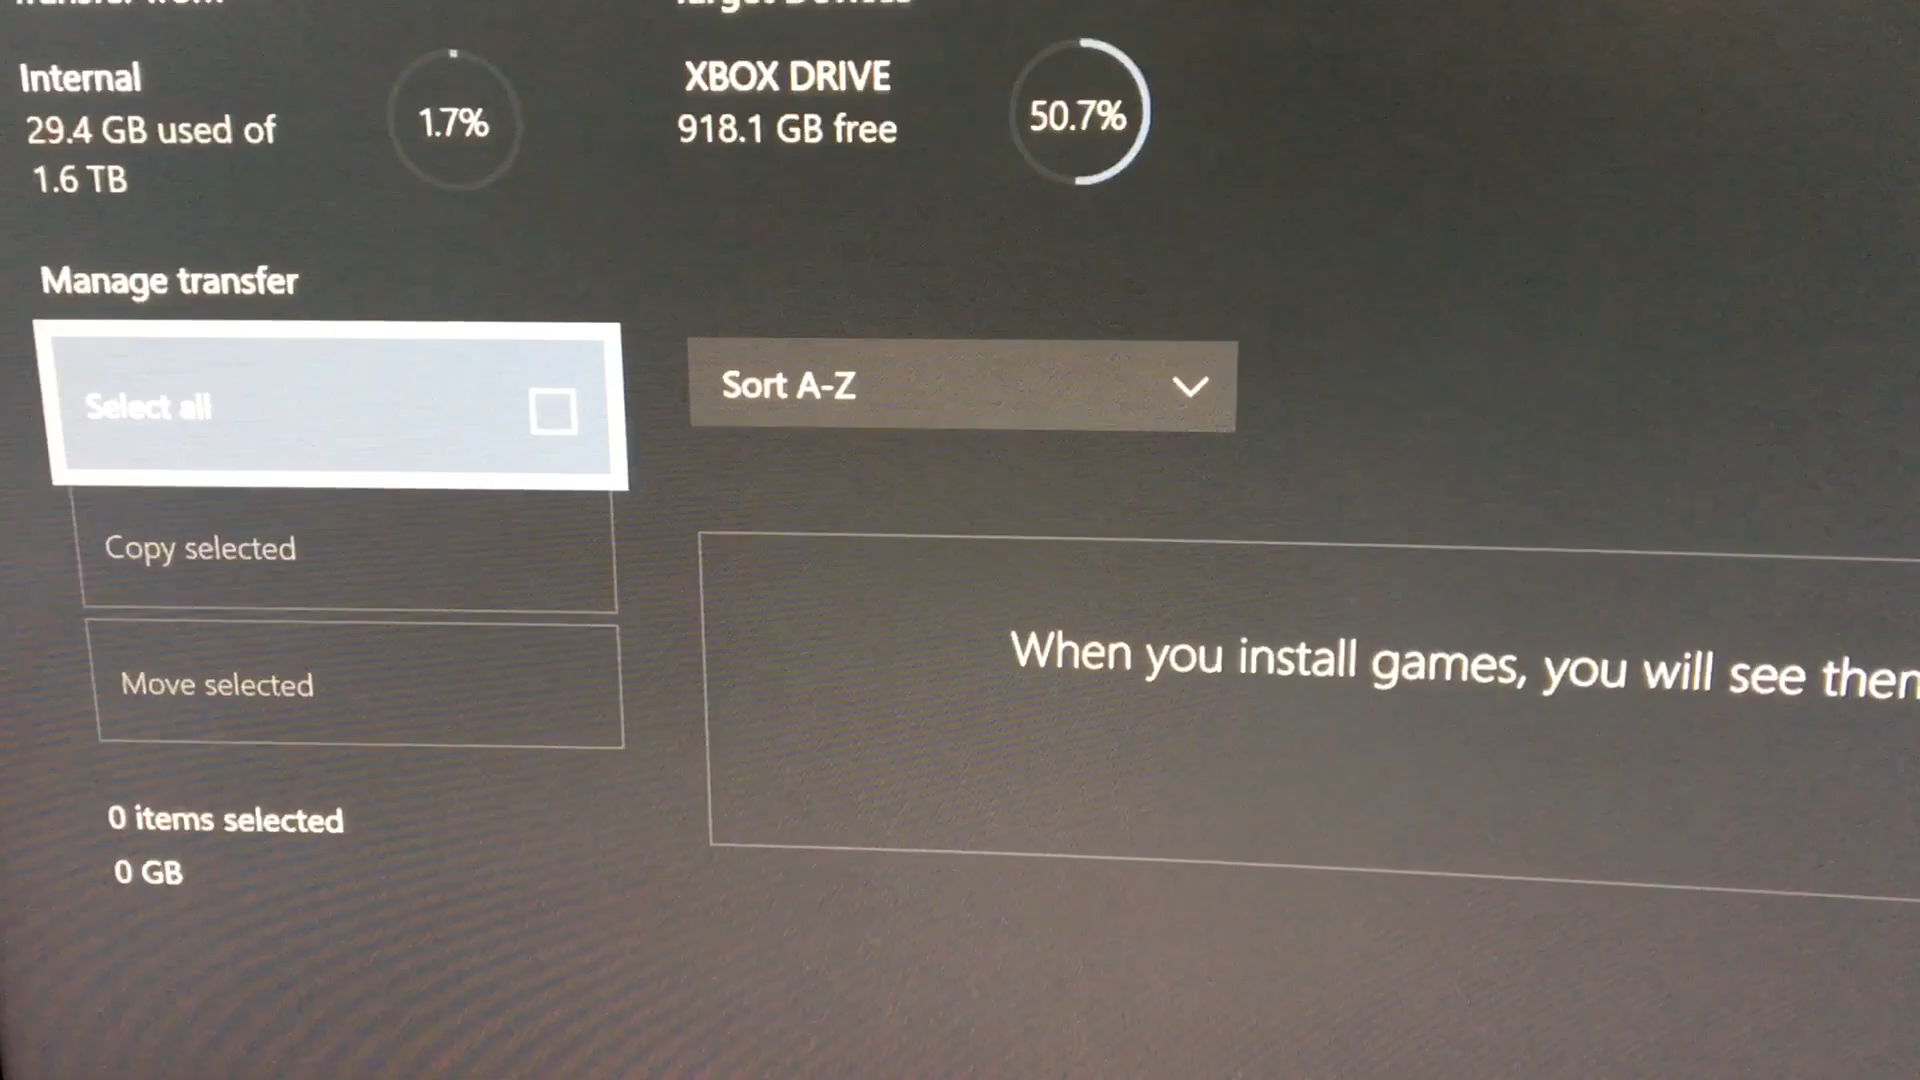 Internal
29.4 GB used of
1.6 TB
1.7%
XBOX DRIVE
918.1 GB free
50.7%
Manage transfer
Select all
Sort A-Z
Copy selected
Move selected
When you install games, you will see
0 items selected
0 GB